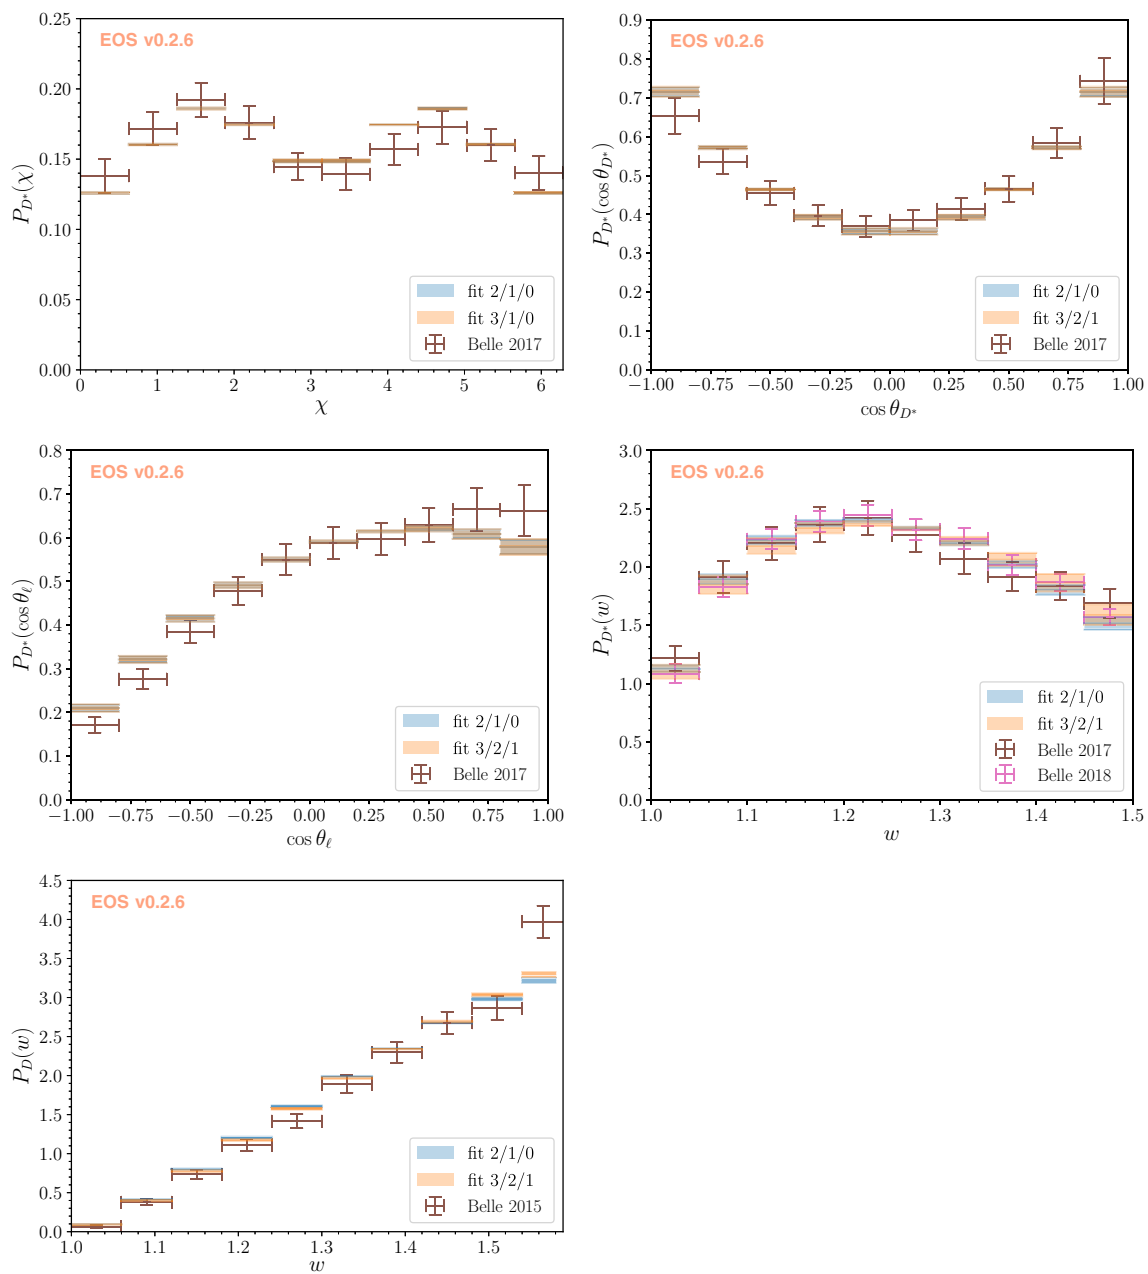 EOS v0.2.6
P_{D*}(χ)
0.25
0.20
0.15
0.10
0.05
0.00
fit 2/1/0
fit 3/1/0
Belle 2017
0 1 2 3 4 5 6
χ
EOS v0.2.6
P_{D*}(cos θ_{D*})
0.9
0.8
0.7
0.6
0.5
0.4
0.3
0.2
0.1
0.0
fit 2/1/0
fit 3/2/1
Belle 2017
−1.00 −0.75 −0.50 −0.25 0.00 0.25 0.50 0.75 1.00
cos θ_{D*}
EOS v0.2.6
P_{D*}(cos θ_ℓ)
0.8
0.7
0.6
0.5
0.4
0.3
0.2
0.1
0.0
fit 2/1/0
fit 3/2/1
Belle 2017
−1.00 −0.75 −0.50 −0.25 0.00 0.25 0.50 0.75 1.00
cos θ_ℓ
EOS v0.2.6
P_{D*}(w)
3.0
2.5
2.0
1.5
1.0
0.5
0.0
fit 2/1/0
fit 3/2/1
Belle 2017
Belle 2018
1.0 1.1 1.2 1.3 1.4 1.5
w
EOS v0.2.6
P_D(w)
4.5
4.0
3.5
3.0
2.5
2.0
1.5
1.0
0.5
0.0
fit 2/1/0
fit 3/2/1
Belle 2015
1.0 1.1 1.2 1.3 1.4 1.5
w